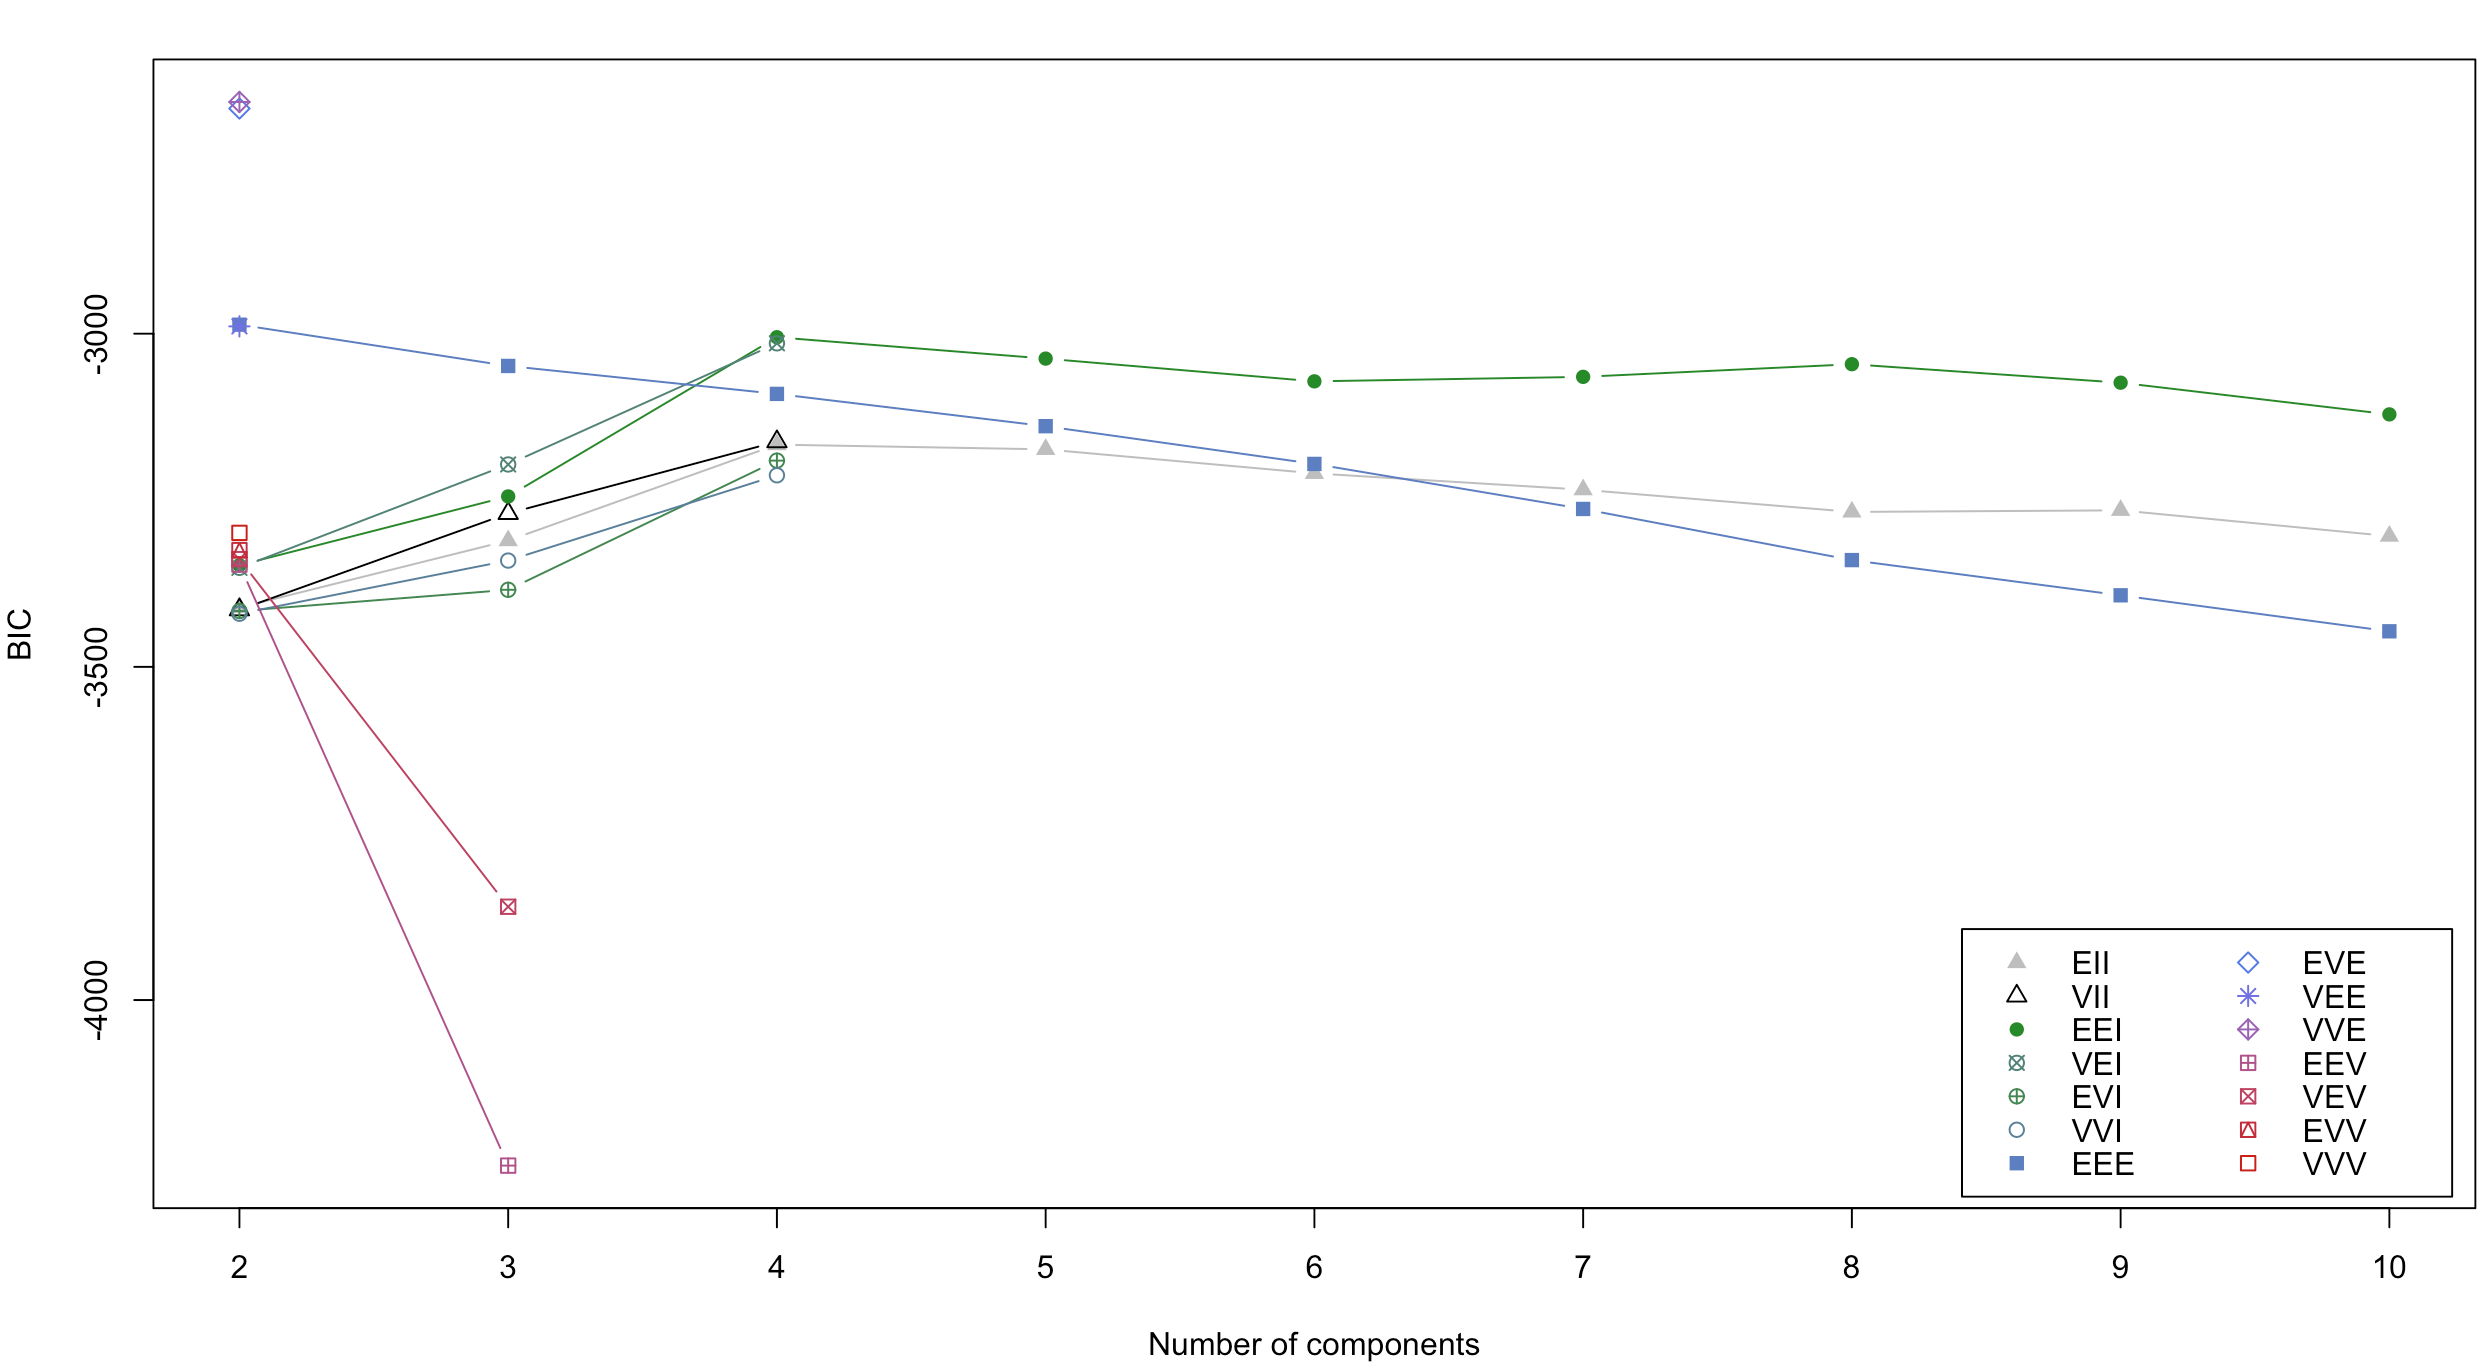 BIC
-3000
-3500
-4000
2 3 4 5 6 7 8 9 10
Number of components
EII
VII
EEI
VEI
EVI
VVI
EEE
EVE
VEE
VVE
EEV
VEV
EVV
VVV